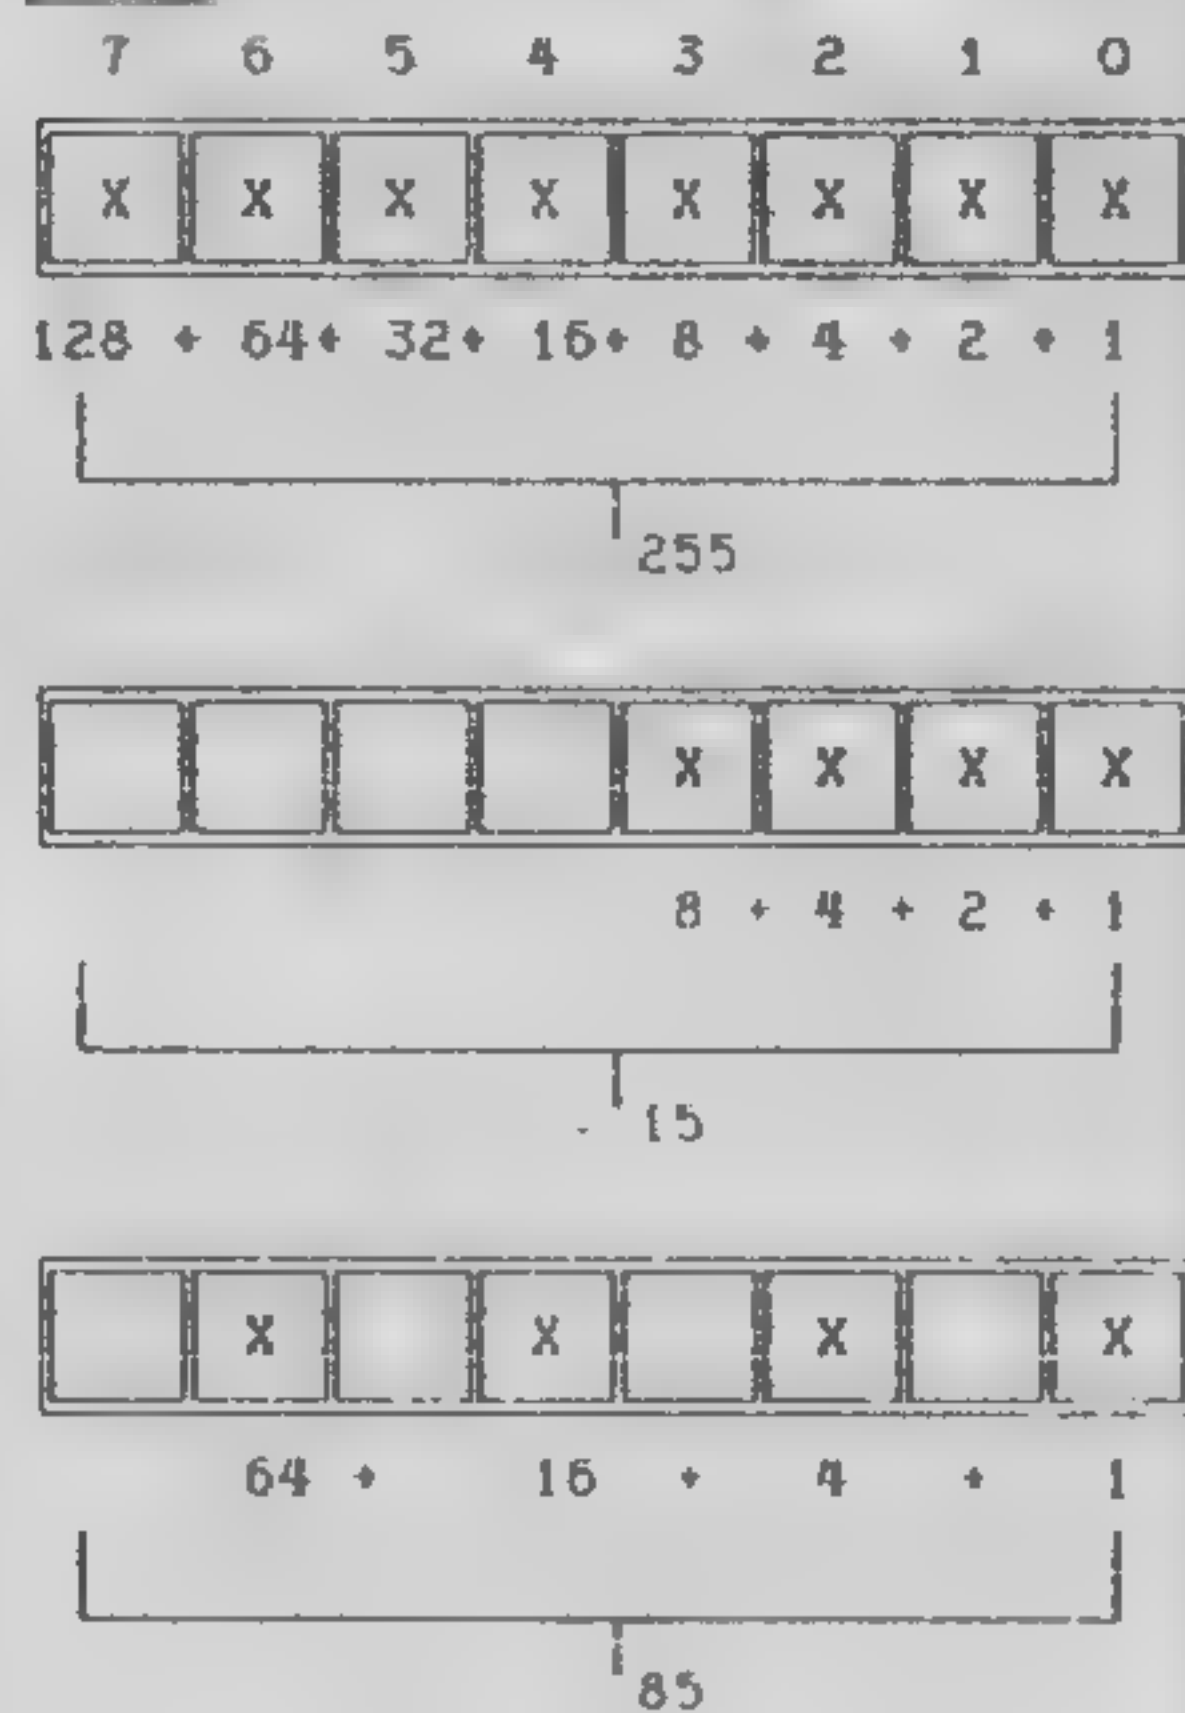 7 6 5 4 3 2 1 0
X X X X X X X X
128 + 64 + 32 + 16 + 8 + 4 + 2 + 1
255
X X X X
8 + 4 + 2 + 1
15
X X X X
64 + 16 + 4 + 1
85